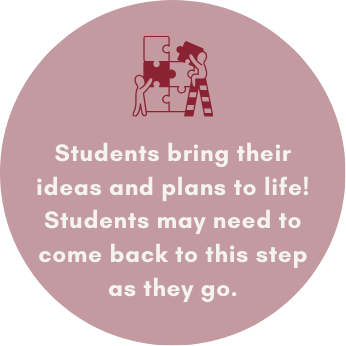 Students bring their
ideas and plans to life!
Students may need to
come back to this step
as they go.